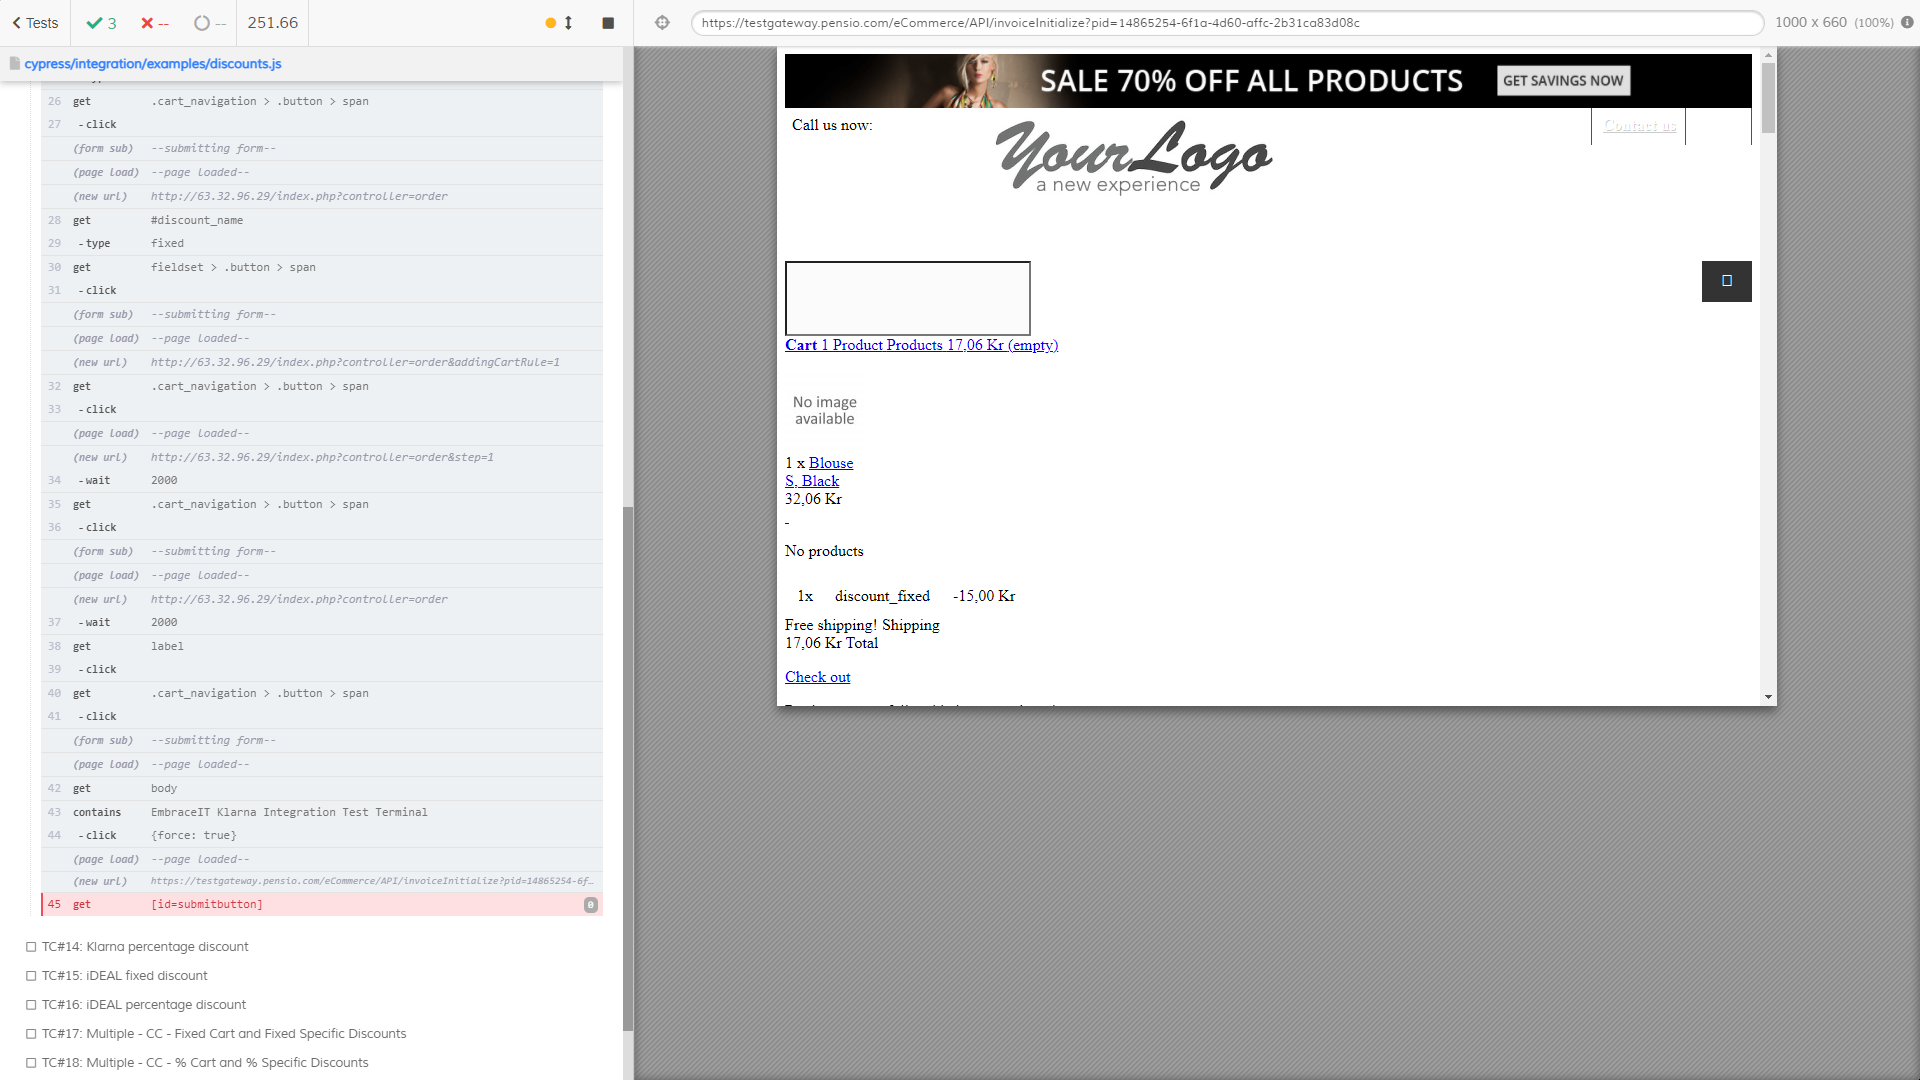 Tests
3
--
--
251.66
https://testgateway.pensio.com/eCommerce/API/invoiceInitialize?pid=14865254-6f1a-4d60-affc-2b31ca83d08c
1000 x 660 (100%)
cypress/integration/examples/discounts.js
26 get .cart_navigation > .button > span
27 -click
(form sub) --submitting form--
(page load) --page loaded--
(new url) http://63.32.96.29/index.php?controller=order
28 get #discount_name
29 -type fixed
30 get fieldset > .button > span
31 -click
(form sub) --submitting form--
(page load) --page loaded--
(new url) http://63.32.96.29/index.php?controller=order&addingCartRule=1
32 get .cart_navigation > .button > span
33 -click
(page load) --page loaded--
(new url) http://63.32.96.29/index.php?controller=order&step=1
34 -wait 2000
35 get .cart_navigation > .button > span
36 -click
(form sub) --submitting form--
(page load) --page loaded--
(new url) http://63.32.96.29/index.php?controller=order
37 -wait 2000
38 get label
39 -click
40 get .cart_navigation > .button > span
41 -click
(form sub) --submitting form--
(page load) --page loaded--
42 get body
43 contains EmbraceIT Klarna Integration Test Terminal
44 -click {force: true}
(page load) --page loaded--
(new url) https://testgateway.pensio.com/eCommerce/API/invoiceInitialize?pid=14865254-6f…
45 get [id=submitbutton] 0
TC#14: Klarna percentage discount
TC#15: iDEAL fixed discount
TC#16: iDEAL percentage discount
TC#17: Multiple - CC - Fixed Cart and Fixed Specific Discounts
TC#18: Multiple - CC - % Cart and % Specific Discounts
SALE 70% OFF ALL PRODUCTS GET SAVINGS NOW
Call us now:
Contact us
YourLogo
a new experience
Cart 1 Product Products 17,06 Kr (empty)
No image
available
1 x Blouse
S, Black
32,06 Kr
-
No products
1x discount_fixed -15,00 Kr
Free shipping! Shipping
17,06 Kr Total
Check out